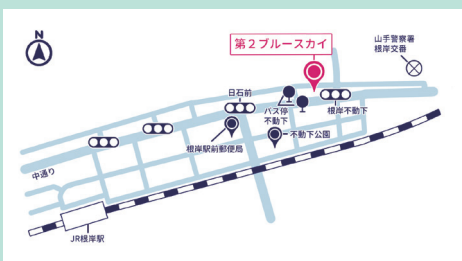 N
第2ブルースカイ
山手警察署
根岸交番
日石前
バス停
不動下
根岸不動下
不動下公園
根岸駅前郵便局
中通り
JR根岸駅